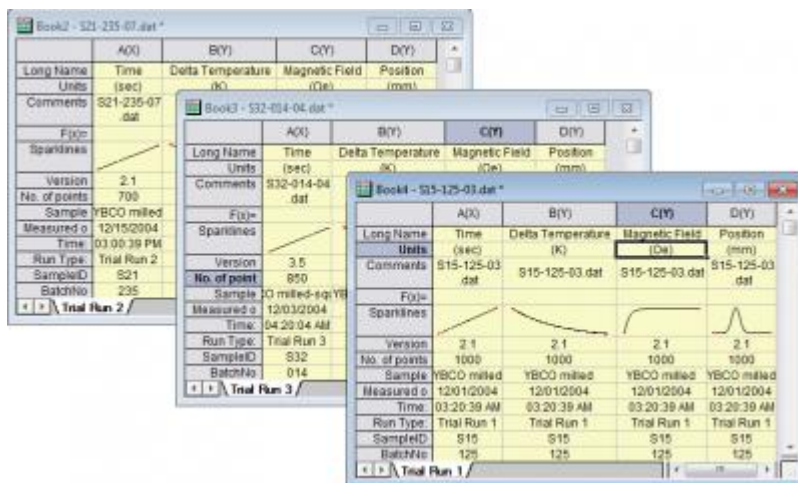 Book2 - S21-235-07.dat *
A(X) B(Y) C(Y) D(Y)
Long Name Time Delta Temperature Magnetic Field Position
Units (sec) (K) (Oe) (mm)
Comments S21-235-07
.dat
F(x)=
Sparklines
Version 2.1
No. of points 700
Sample YBCO milled
Measured o 12/15/2004
Time: 03:00:39 PM
Run Type: Trial Run 2
SampleID S21
BatchNo 235
Trial Run 2
Book3 - S32-014-04.dat *
A(X) B(Y) C(Y) D(Y)
Long Name Time Delta Temperature Magnetic Field Position
Units (sec) (K) (Oe) (mm)
Comments S32-014-04
.dat
F(x)=
Sparklines
Version 3.5
No. of point 850
Sample
Measured o 12/03/2004
Time: 04:20:04 AM
Run Type: Trial Run 3
SampleID S32
BatchNo 014
Trial Run 3
Book4 - S15-125-03.dat *
A(X) B(Y) C(Y) D(Y)
Long Name Time Delta Temperature Magnetic Field Position
Units (sec) (K) (Oe) (mm)
Comments S15-125-03 S15-125-03.dat S15-125-03.dat S15-125-03
.dat .dat
F(x)=
Sparklines
Version 2.1 2.1 2.1 2.1
No. of points 1000 1000 1000 1000
Sample YBCO milled YBCO milled YBCO milled YBCO milled
Measured o 12/01/2004 12/01/2004 12/01/2004 12/01/2004
Time: 03:20:39 AM 03:20:39 AM 03:20:39 AM 03:20:39 AM
Run Type: Trial Run 1 Trial Run 1 Trial Run 1 Trial Run 1
SampleID S15 S15 S15 S15
BatchNo 125 125 125 125
Trial Run 1